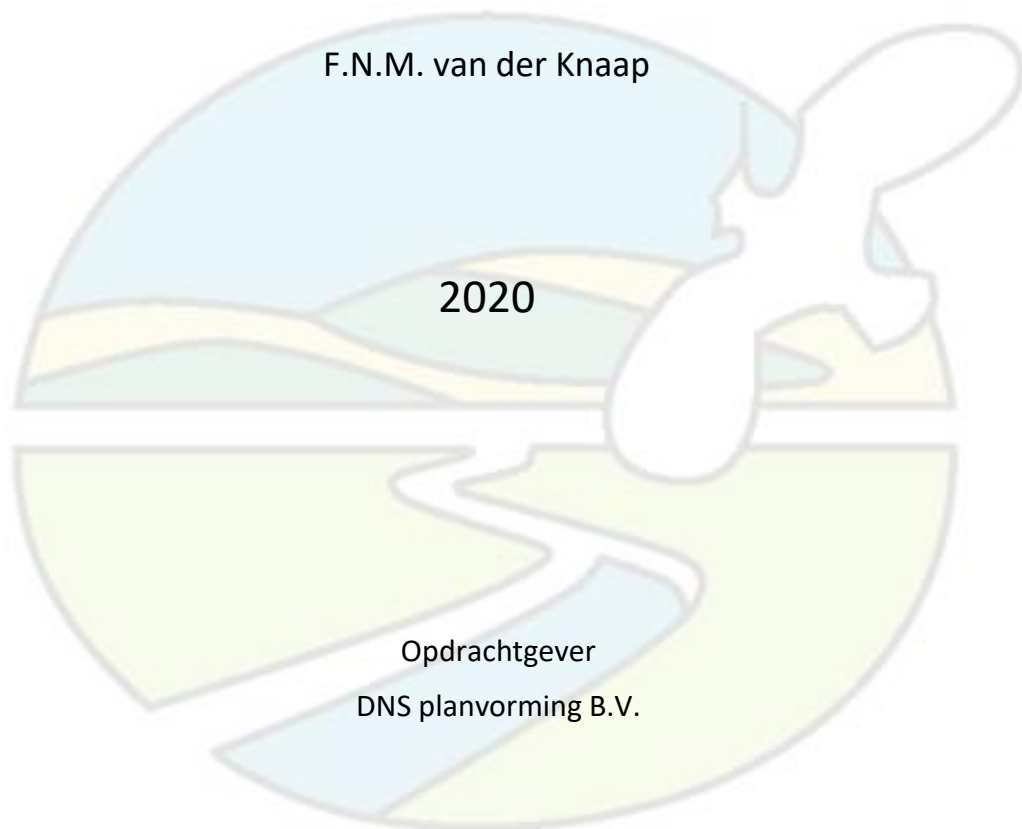 F.N.M. van der Knaap
2020
Opdrachtgever
DNS planvorming B.V.